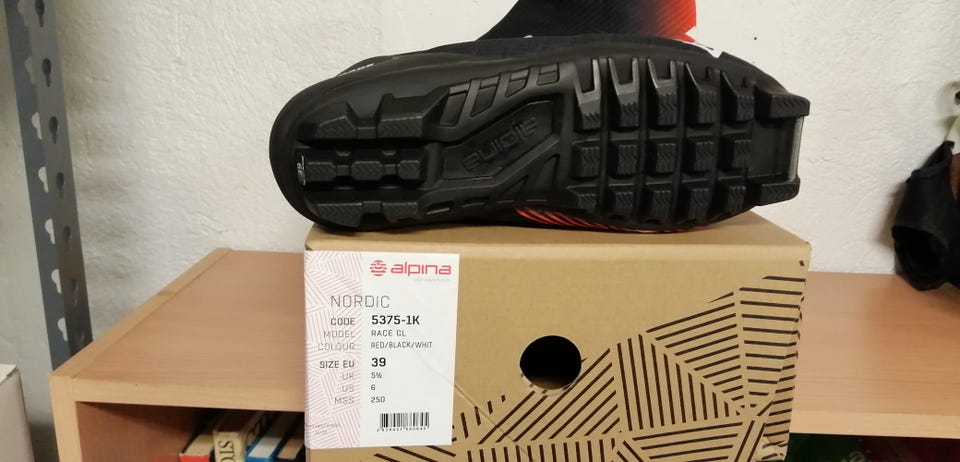 alpina
39
alpina
NORDIC
CODE 5375-1K
MODEL RACE CL
COLOUR RED/BLACK/WHIT
SIZE EU 39
UK 5½
US 6
MSS 250